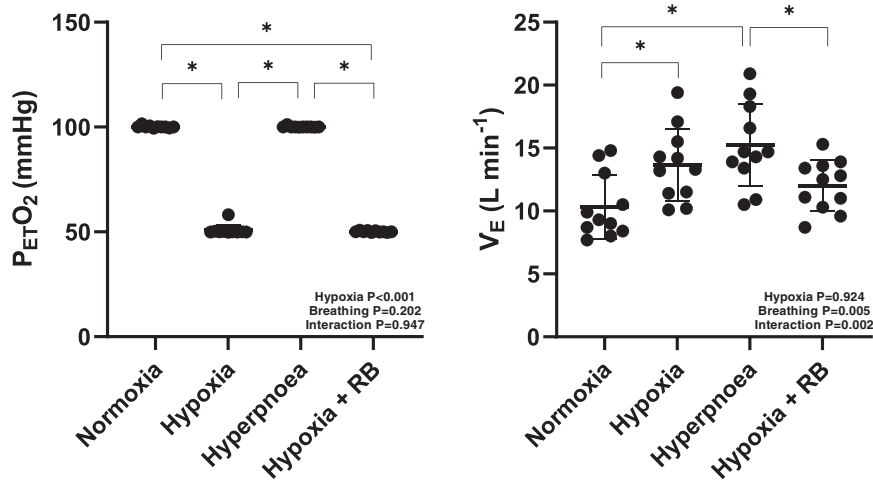 150
100
50
0
P_ETO_2 (mmHg)
* * * *
Hypoxia P<0.001
Breathing P=0.202
Interaction P=0.947
Normoxia
Hypoxia
Hyperpnoea
Hypoxia + RB
25
20
15
10
5
0
V̇_E (L min^-1)
* * *
Hypoxia P=0.924
Breathing P=0.005
Interaction P=0.002
Normoxia
Hypoxia
Hyperpnoea
Hypoxia + RB